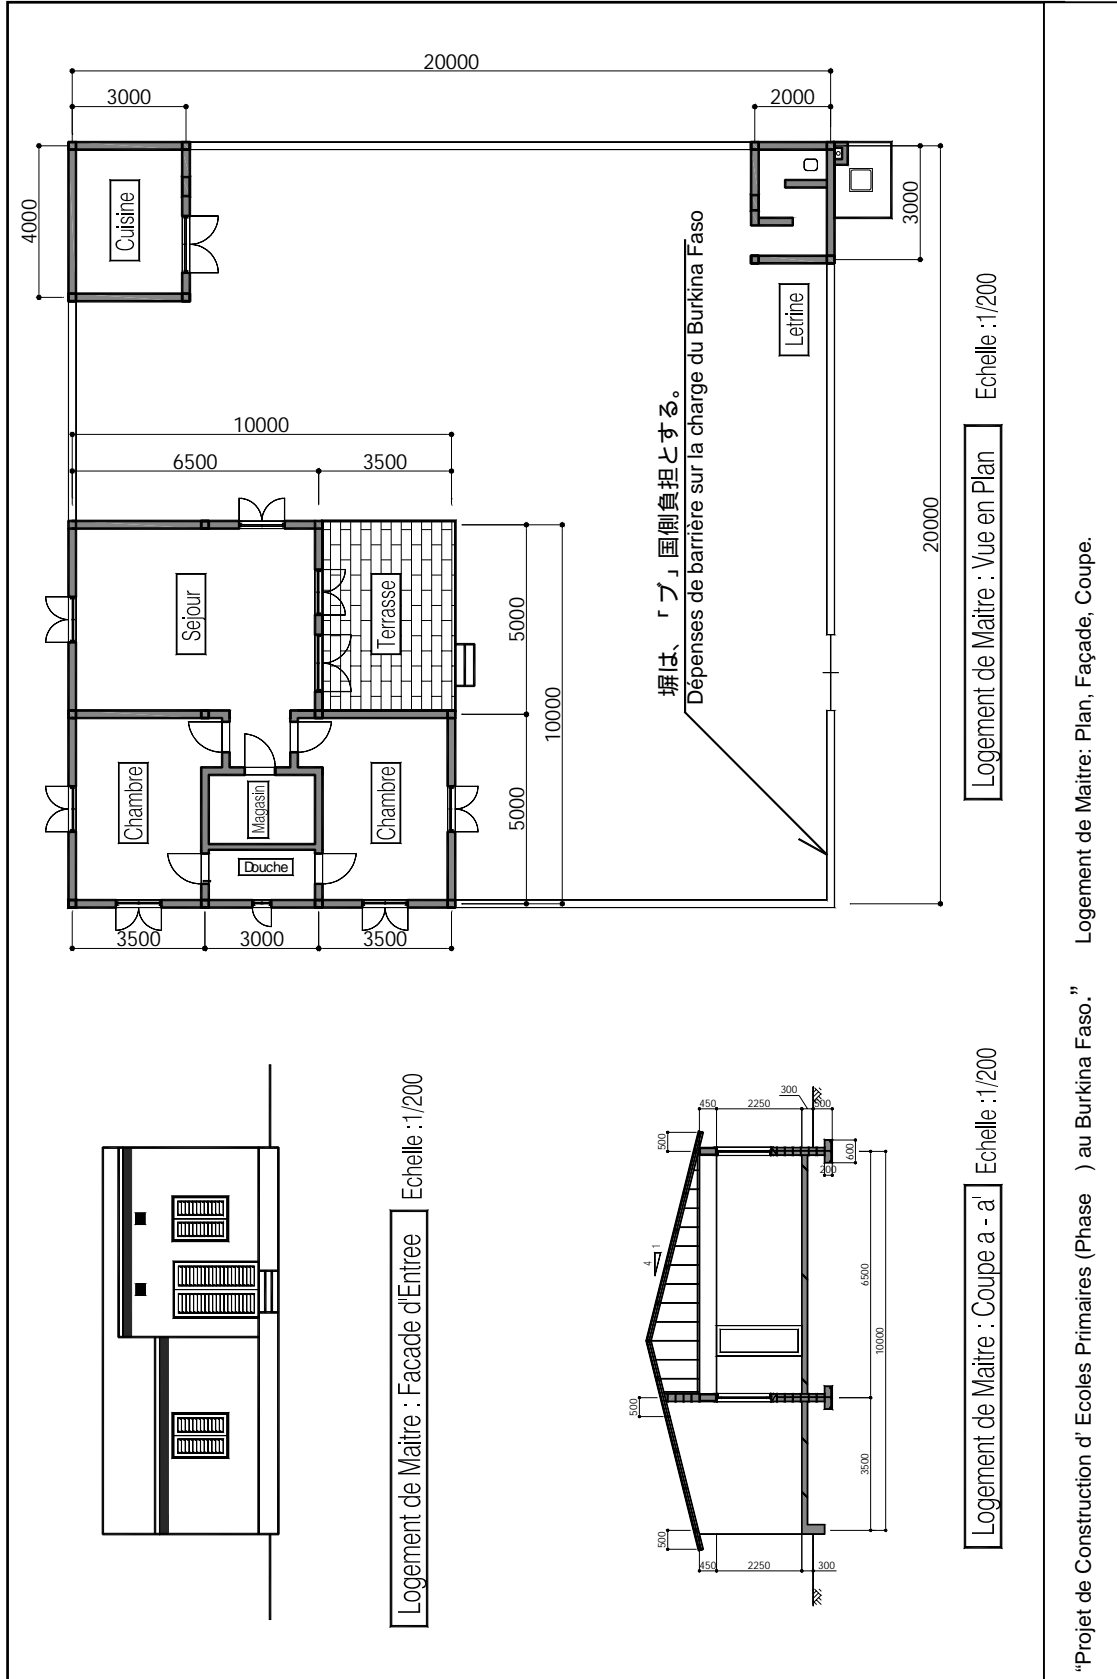 20000
3000
2000
4000
Cuisine
3000
Letrine
10000
6500
3500
Sejour
Terrasse
5000
10000
5000
20000
Chambre
Magasin
Chambre
Douche
3500
3000
3500
塀は、「ブ」国側負担とする。
Dépenses de barrière sur la charge du Burkina Faso
Logement de Maitre : Vue en Plan Echelle :1/200
Logement de Maitre : Facade d'Entree Echelle :1/200
500
450
2250
300
500
200
600
4
1
6500
10000
500
3500
500
450
2250
300
Logement de Maitre : Coupe a - a' Echelle :1/200
“Projet de Construction d’ Ecoles Primaires (Phase ) au Burkina Faso.” Logement de Maitre: Plan, Façade, Coupe.